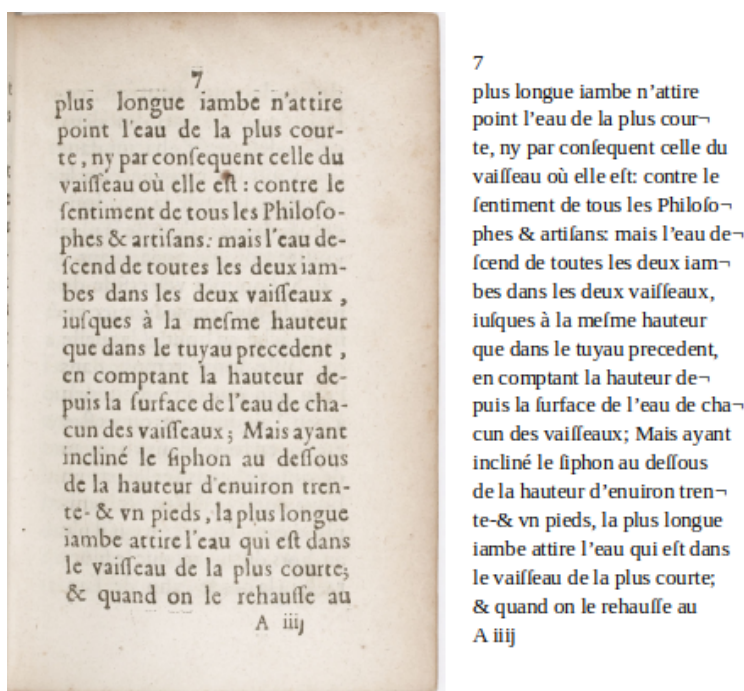 7
plus longue iambe n'attire
point l'eau de la plus cour-
te, ny par conſequent celle du
vaiſſeau où elle eſt : contre le
ſentiment de tous les Philoſo-
phes & artiſans: mais l'eau de-
ſcend de toutes les deux iam-
bes dans les deux vaiſſeaux ,
iuſques à la meſme hauteur
que dans le tuyau precedent ,
en comptant la hauteur de-
puis la ſurface de l'eau de cha-
cun des vaiſſeaux ; Mais ayant
incliné le ſiphon au deſſous
de la hauteur d'enuiron tren-
te- & vn pieds , la plus longue
iambe attire l'eau qui eſt dans
le vaiſſeau de la plus courte;
& quand on le rehauſſe au
A iiij
7
plus longue iambe n’attire
point l’eau de la plus cour¬
te, ny par conſequent celle du
vaiſſeau où elle eſt: contre le
ſentiment de tous les Philoſo¬
phes & artiſans: mais l’eau de¬
ſcend de toutes les deux iam¬
bes dans les deux vaiſſeaux,
iuſques à la meſme hauteur
que dans le tuyau precedent,
en comptant la hauteur de¬
puis la ſurface de l’eau de cha¬
cun des vaiſſeaux; Mais ayant
incliné le ſiphon au deſſous
de la hauteur d’enuiron tren¬
te-& vn pieds, la plus longue
iambe attire l’eau qui eſt dans
le vaiſſeau de la plus courte;
& quand on le rehauſſe au
A iiij